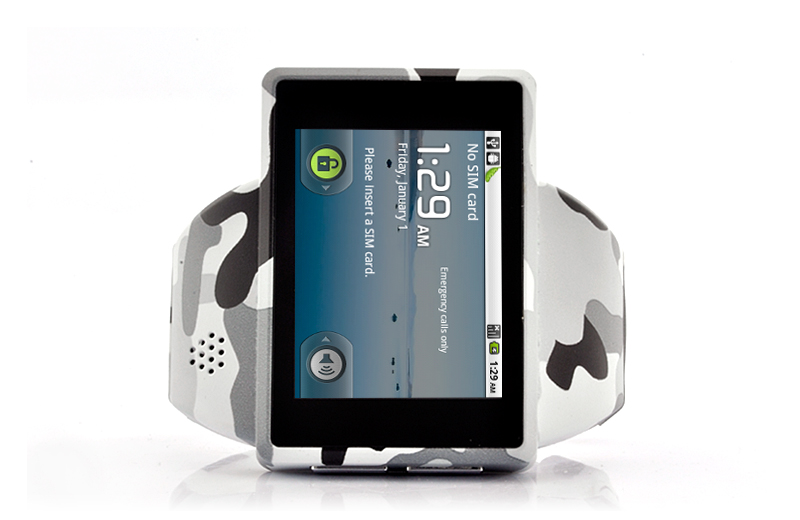 1:29 AM
No SIM card
Emergency calls only
1:29 AM
Friday, January 1
Please Insert a SIM card.